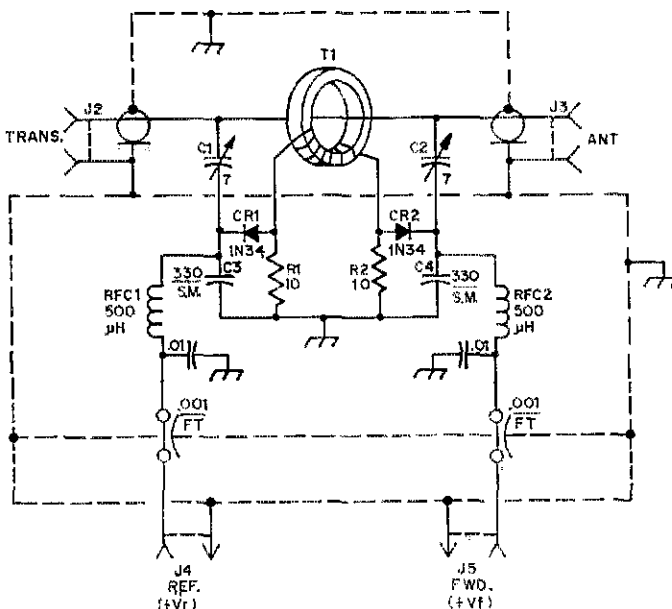 T1
J2
J3
TRANS.
ANT
C1
7
C2
7
CR1
1N34
CR2
1N34
C3
330
S.M.
R1
10
R2
10
C4
330
S.M.
RFC1
500
µH
RFC2
500
µH
.01
.01
.001
FT
.001
FT
J4
REF.
(+Vr)
J5
FWD.
(+Vf)